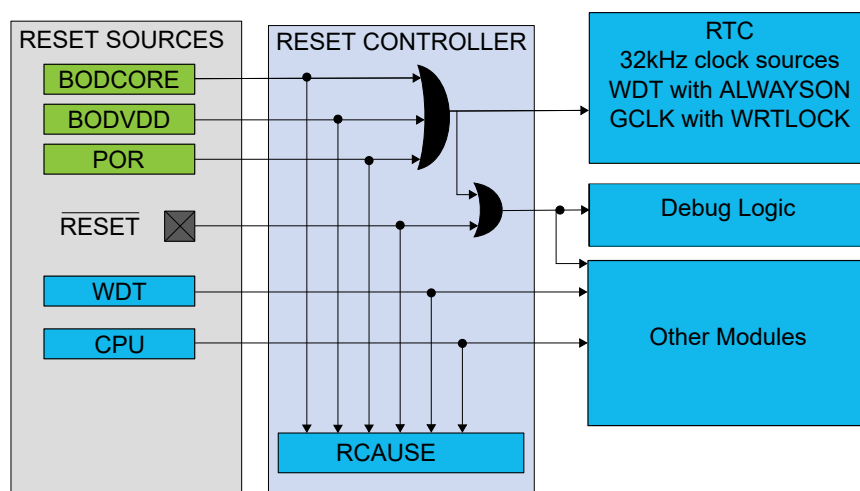 RESET SOURCES
BODCORE
BODVDD
POR
RESET
WDT
CPU
RESET CONTROLLER
RCAUSE
RTC
32kHz clock sources
WDT with ALWAYSON
GCLK with WRTLOCK
Debug Logic
Other Modules